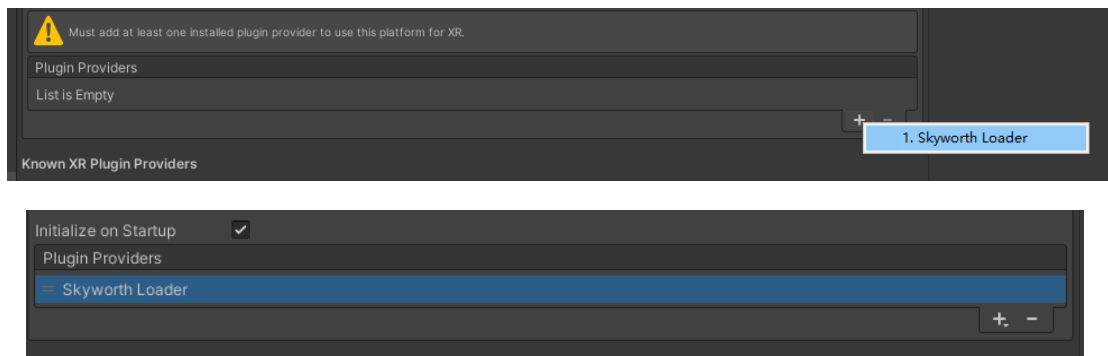 Must add at least one installed plugin provider to use this platform for XR.
Plugin Providers
List is Empty
1. Skyworth Loader
Known XR Plugin Providers
Initialize on Startup
Plugin Providers
Skyworth Loader